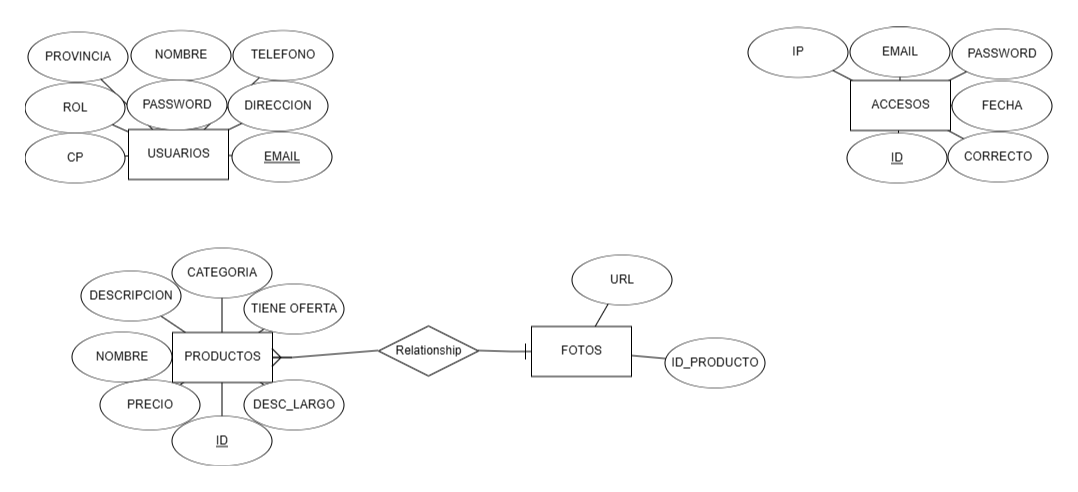 PROVINCIA
NOMBRE
TELEFONO
ROL
PASSWORD
DIRECCION
CP
USUARIOS
EMAIL
IP
EMAIL
PASSWORD
ACCESOS
FECHA
ID
CORRECTO
CATEGORIA
DESCRIPCION
TIENE OFERTA
NOMBRE
PRODUCTOS
PRECIO
DESC_LARGO
ID
Relationship
URL
FOTOS
ID_PRODUCTO